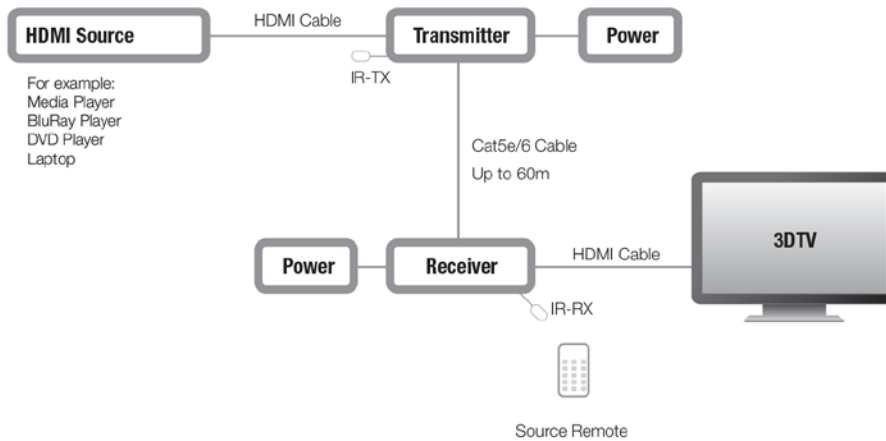 HDMI Source
HDMI Cable
Transmitter
Power
IR-TX
For example:
Media Player
BluRay Player
DVD Player
Laptop
Cat5e/6 Cable
Up to 60m
Power
Receiver
HDMI Cable
3DTV
IR-RX
Source Remote